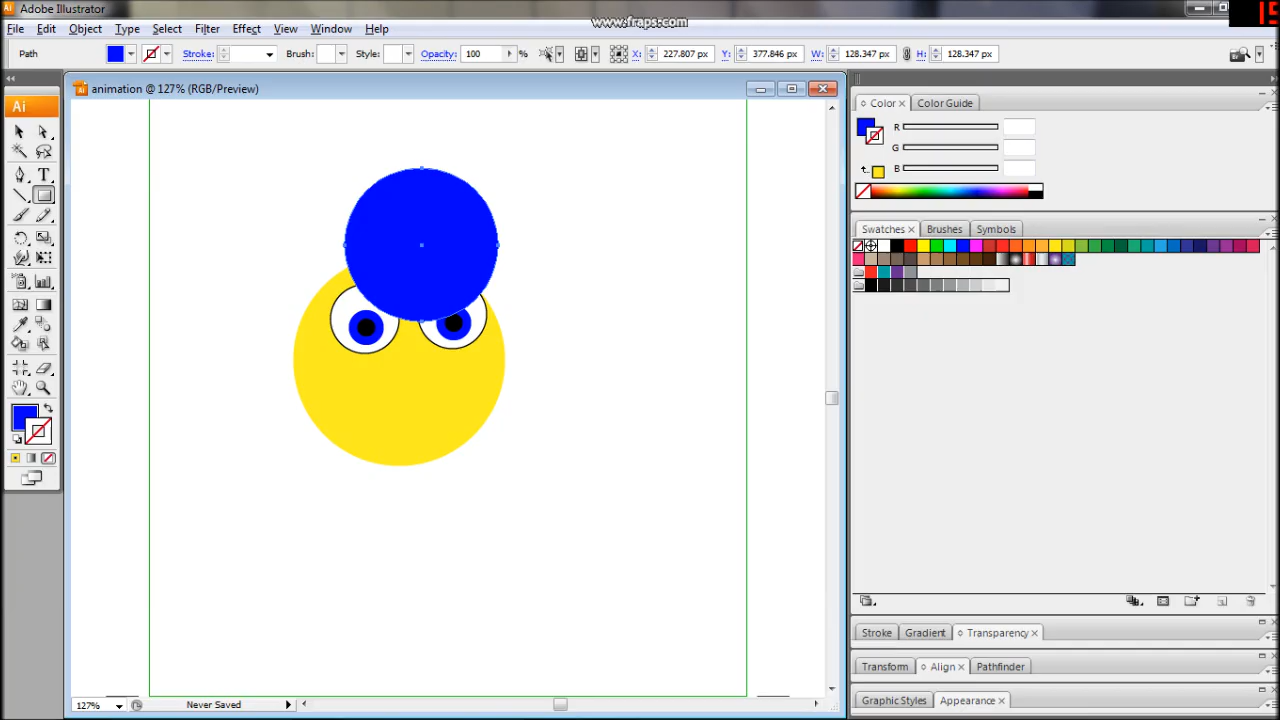 Ai Adobe Illustrator
www.fraps.com
15
File Edit Object Type Select Filter Effect View Window Help
Path Stroke: Brush: Style: Opacity: 100 % X: 227.807 px Y: 377.846 px W: 128.347 px H: 128.347 px
animation @ 127% (RGB/Preview)
Ai
Color Color Guide
R
G
B
Swatches Brushes Symbols
Stroke Gradient Transparency
Transform Align Pathfinder
Graphic Styles Appearance
127% Never Saved